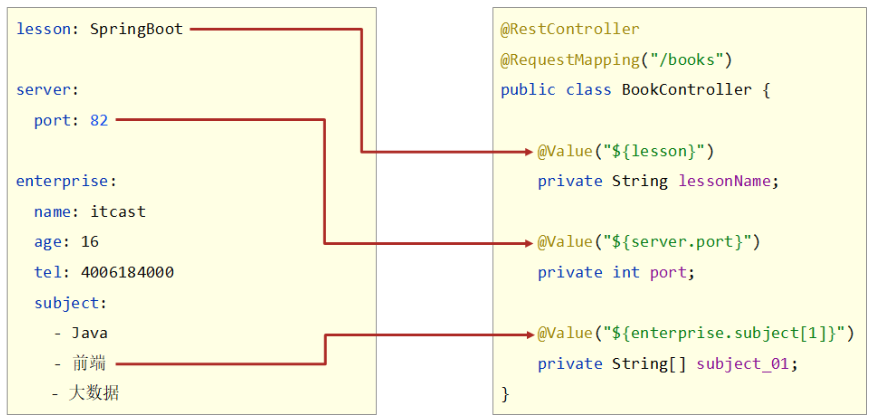 lesson: SpringBoot
server:
port: 82
enterprise:
name: itcast
age: 16
tel: 4006184000
subject:
- Java
- 前端
- 大数据
@RestController
@RequestMapping("/books")
public class BookController {
@Value("${lesson}")
private String lessonName;
@Value("${server.port}")
private int port;
@Value("${enterprise.subject[1]}")
private String[] subject_01;
}